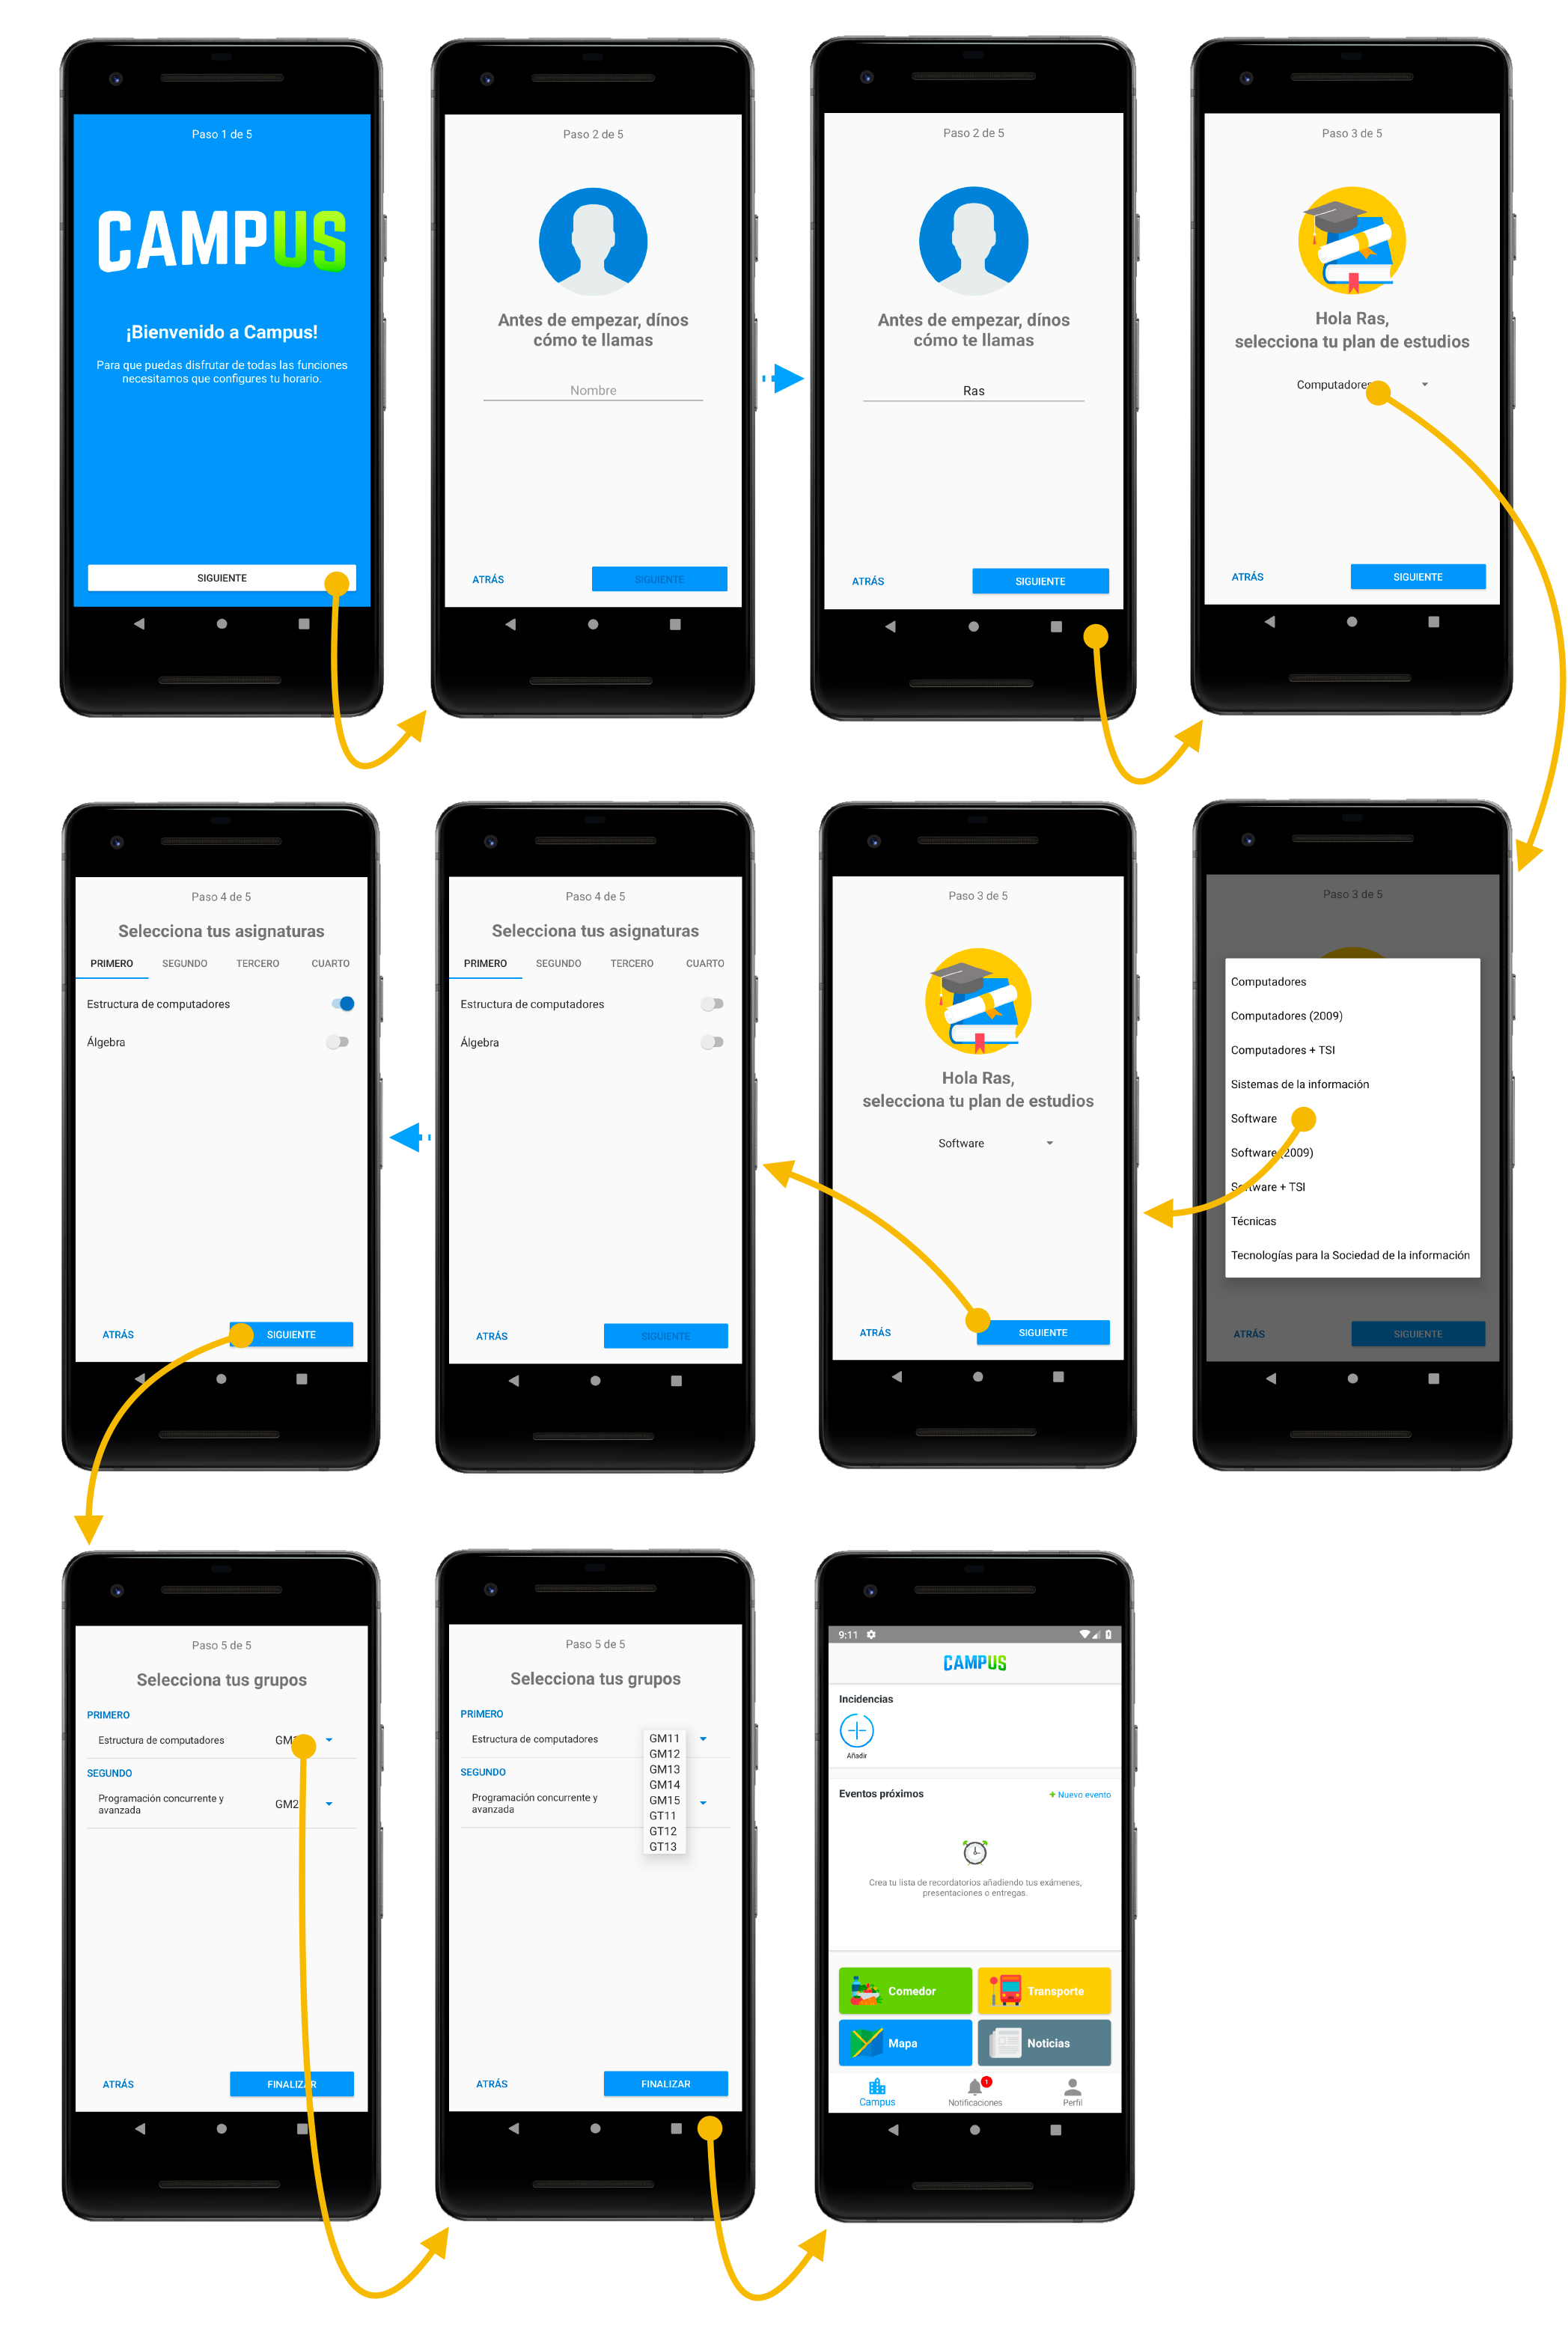 Paso 1 de 5
CAMPUS
¡Bienvenido a Campus!
Para que puedas disfrutar de todas las funciones
necesitamos que configures tu horario.
SIGUIENTE
Paso 2 de 5
Antes de empezar, dínos
cómo te llamas
Nombre
ATRÁS
SIGUIENTE
Paso 2 de 5
Antes de empezar, dínos
cómo te llamas
Ras
ATRÁS
SIGUIENTE
Paso 3 de 5
Hola Ras,
selecciona tu plan de estudios
Computadores
ATRÁS
SIGUIENTE
Paso 4 de 5
Selecciona tus asignaturas
PRIMERO SEGUNDO TERCERO CUARTO
Estructura de computadores
Álgebra
ATRÁS
SIGUIENTE
Paso 4 de 5
Selecciona tus asignaturas
PRIMERO SEGUNDO TERCERO CUARTO
Estructura de computadores
Álgebra
ATRÁS
SIGUIENTE
Paso 3 de 5
Hola Ras,
selecciona tu plan de estudios
Software
ATRÁS
SIGUIENTE
Paso 3 de 5
Computadores
Computadores (2009)
Computadores + TSI
Sistemas de la información
Software
Software (2009)
Software + TSI
Técnicas
Tecnologías para la Sociedad de la información
ATRÁS
SIGUIENTE
Paso 5 de 5
Selecciona tus grupos
PRIMERO
Estructura de computadores
SEGUNDO
Programación concurrente y
avanzada
ATRÁS
FINALIZAR
Paso 5 de 5
Selecciona tus grupos
PRIMERO
Estructura de computadores
SEGUNDO
Programación concurrente y
avanzada
GM11
GM12
GM13
GM14
GM15
GT11
GT12
GT13
ATRÁS
FINALIZAR
9:11
CAMPUS
Incidencias
Añadir
Eventos próximos
+ Nuevo evento
Crea tu lista de recordatorios añadiendo tus exámenes,
presentaciones o entregas.
Comedor
Transporte
Mapa
Noticias
1
Campus
Notificaciones
Perfil